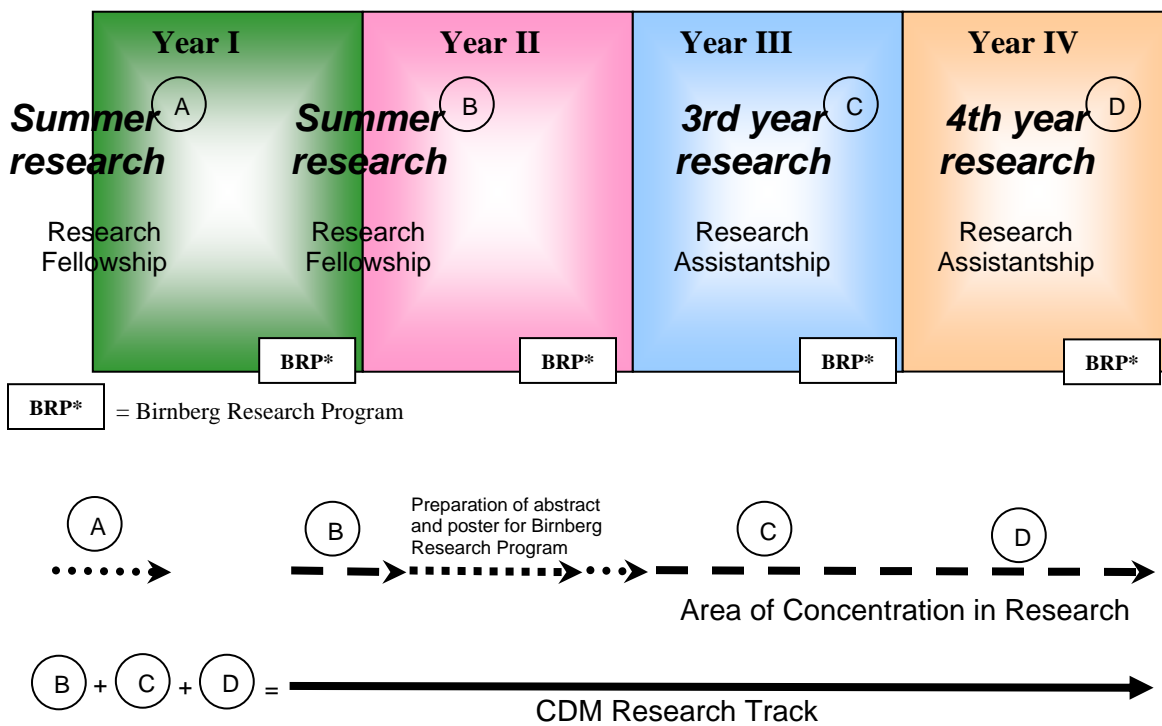 Year I
Year II
Year III
Year IV
A
B
C
D
Summer
research
Summer
research
3rd year
research
4th year
research
Research
Fellowship
Research
Fellowship
Research
Assistantship
Research
Assistantship
BRP*
BRP*
BRP*
BRP*
BRP* = Birnberg Research Program
A
B
Preparation of abstract
and poster for Birnberg
Research Program
C
D
Area of Concentration in Research
B + C + D =
CDM Research Track